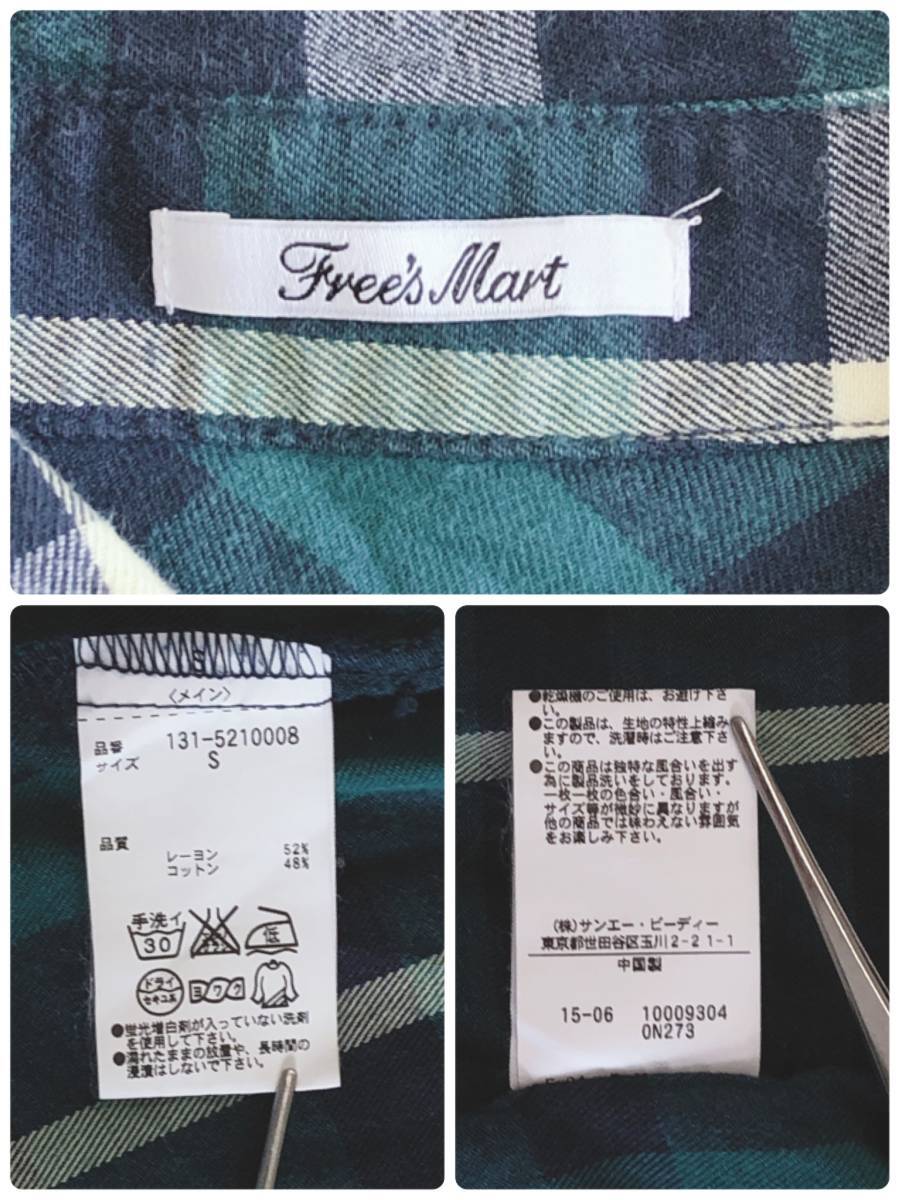 Free's Mart
S
〈メイン〉
品番 131-5210008
サイズ S
品質
レーヨン 52%
コットン 48%
手洗イ
30
低
ドライ
セキユ系
ヨワク
●蛍光増白剤が入っていない洗剤
を使用して下さい。
●濡れたままの放置や、長時間の
浸漬はしないで下さい。
●乾燥機のご使用は、お避け下さ
い。
●この製品は、生地の特性上縮み
ますので、洗濯時はご注意下さ
い。
●この商品は独特な風合いを出す
為に製品洗いをしております。
一枚一枚の色合い・風合い・
サイズ等が微妙に異なりますが
他の商品では味わえない雰囲気
をお楽しみ下さい。
(株)サンエー・ビーディー
東京都世田谷区玉川2-21-1
中国製
15-06 10009304
0N273